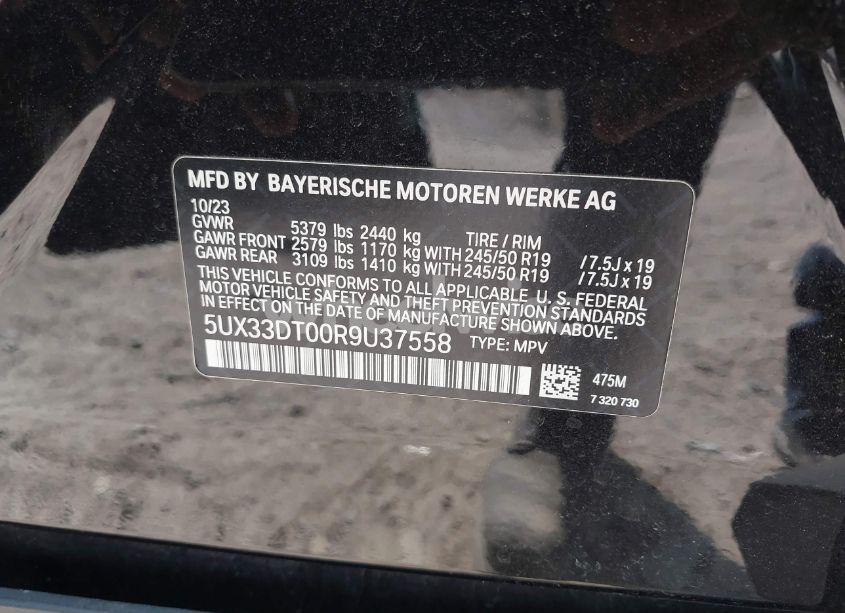 MFD BY BAYERISCHE MOTOREN WERKE AG
10/23
GVWR 5379 lbs 2440 kg TIRE / RIM
GAWR FRONT 2579 lbs 1170 kg WITH 245/50 R19 /7.5J x 19
GAWR REAR 3109 lbs 1410 kg WITH 245/50 R19 /7.5J x 19
THIS VEHICLE CONFORMS TO ALL APPLICABLE U. S. FEDERAL
MOTOR VEHICLE SAFETY AND THEFT PREVENTION STANDARDS
IN EFFECT ON THE DATE OF MANUFACTURE SHOWN ABOVE.
5UX33DT00R9U37558 TYPE: MPV
475M
7 320 730